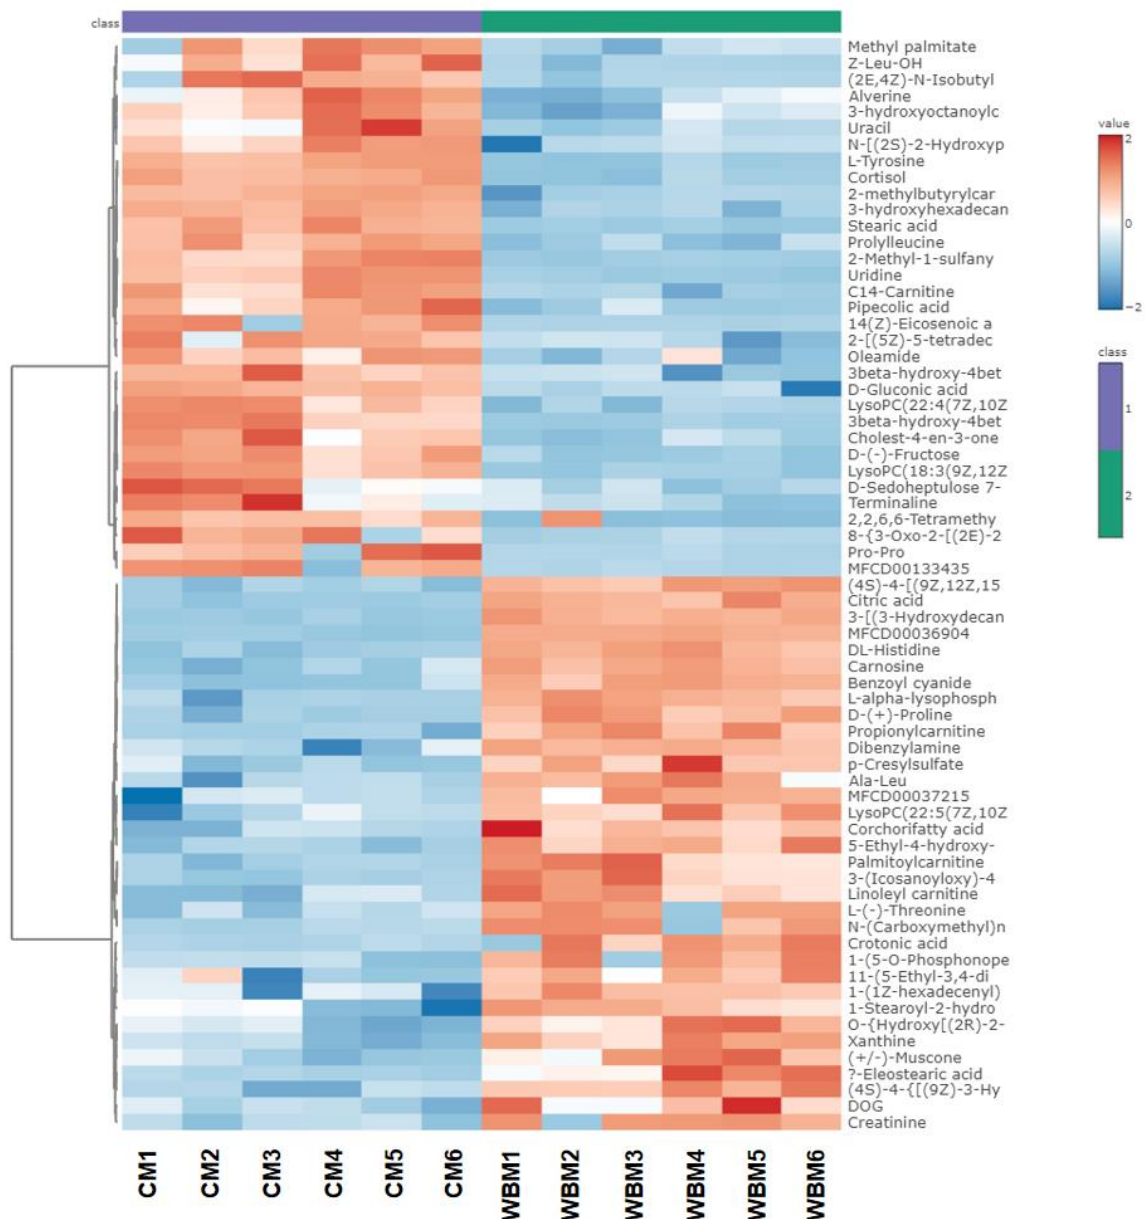 class
Methyl palmitate
Z-Leu-OH
(2E,4Z)-N-Isobutyl
Alverine
3-hydroxyoctanoylc
Uracil
N-[(2S)-2-Hydroxyp
L-Tyrosine
Cortisol
2-methylbutyrylcar
3-hydroxyhexadecan
Stearic acid
Prolylleucine
2-Methyl-1-sulfany
Uridine
C14-Carnitine
Pipecolic acid
14(Z)-Eicosenoic a
2-[(5Z)-5-tetradec
Oleamide
3beta-hydroxy-4bet
D-Gluconic acid
LysoPC(22:4(7Z,10Z
3beta-hydroxy-4bet
Cholest-4-en-3-one
D-(-)-Fructose
LysoPC(18:3(9Z,12Z
D-Sedoheptulose 7-
Terminaline
2,2,6,6-Tetramethy
8-{3-Oxo-2-[(2E)-2
Pro-Pro
MFCD00133435
(4S)-4-[(9Z,12Z,15
Citric acid
3-[(3-Hydroxydecan
MFCD00036904
DL-Histidine
Carnosine
Benzoyl cyanide
L-alpha-lysophosph
D-(+)-Proline
Propionylcarnitine
Dibenzylamine
p-Cresylsulfate
Ala-Leu
MFCD00037215
LysoPC(22:5(7Z,10Z
Corchorifatty acid
5-Ethyl-4-hydroxy-
Palmitoylcarnitine
3-(Icosanoyloxy)-4
Linoleyl carnitine
L-(-)-Threonine
N-(Carboxymethyl)n
Crotonic acid
1-(5-O-Phosphonope
11-(5-Ethyl-3,4-di
1-(1Z-hexadecenyl)
1-Stearoyl-2-hydro
O-{Hydroxy[(2R)-2-
Xanthine
(+/-)-Muscone
?-Eleostearic acid
(4S)-4-{[(9Z)-3-Hy
DOG
Creatinine
value
2
0
−2
class
1
2
CM1
CM2
CM3
CM4
CM5
CM6
WBM1
WBM2
WBM3
WBM4
WBM5
WBM6